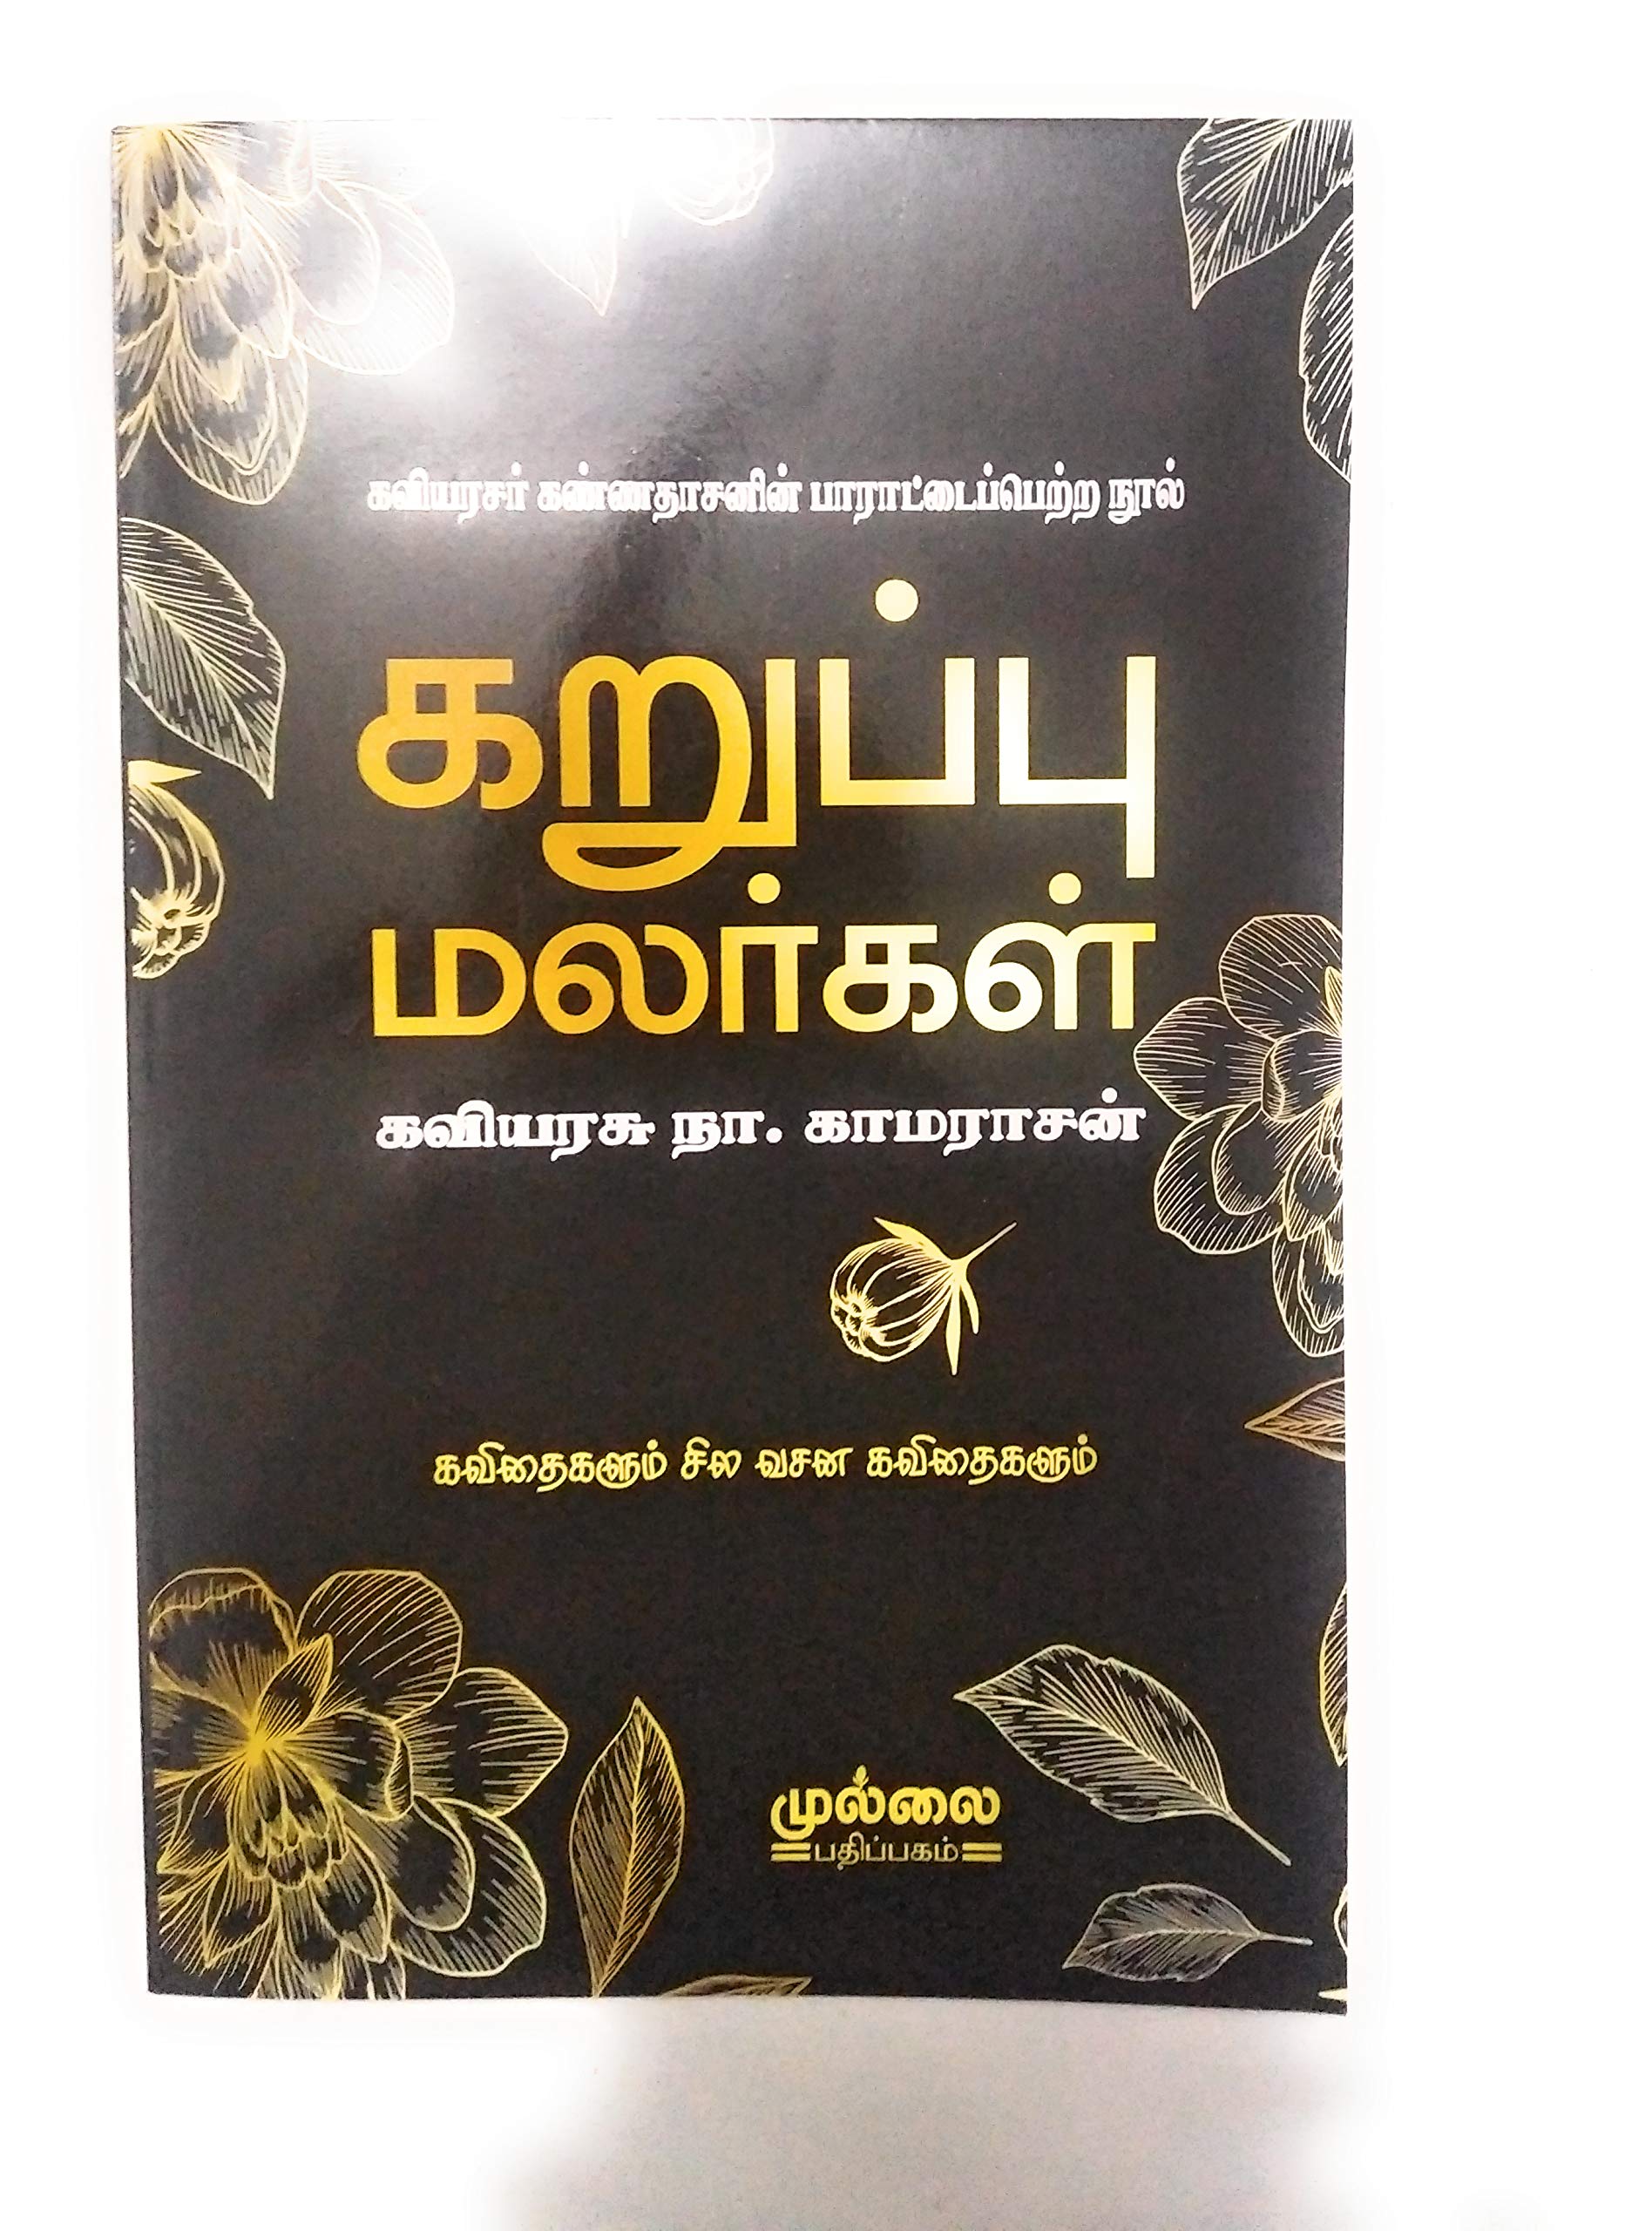 கவியரசர் கண்ணதாசனின் பாராட்டைப்பெற்ற நூல்
கறுப்பு
மலர்கள்
கவியரசு நா. காமராசன்
கவிதைகளும் சில வசன கவிதைகளும்
முல்லை
பதிப்பகம்